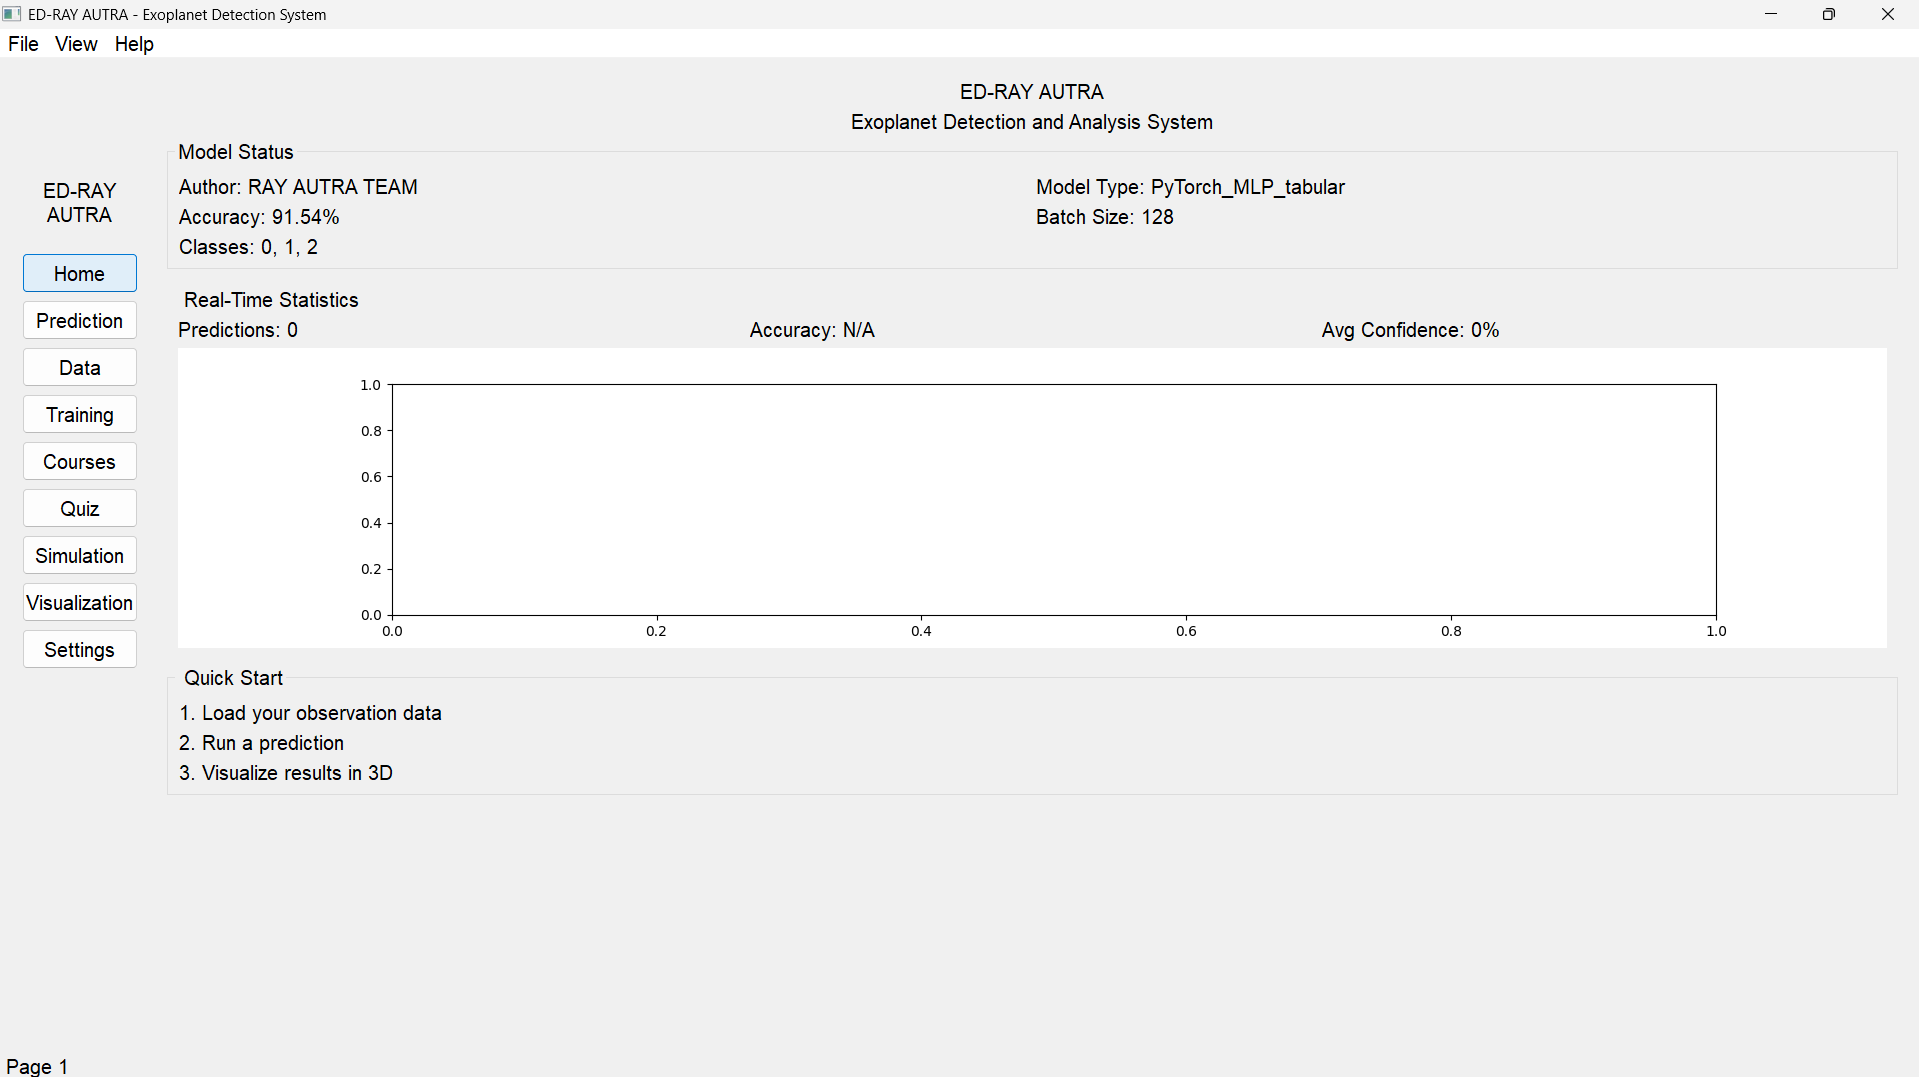 ED-RAY AUTRA - Exoplanet Detection System
File View Help
ED-RAY
AUTRA
Home
Prediction
Data
Training
Courses
Quiz
Simulation
Visualization
Settings
ED-RAY AUTRA
Exoplanet Detection and Analysis System
Model Status
Author: RAY AUTRA TEAM Model Type: PyTorch_MLP_tabular
Accuracy: 91.54% Batch Size: 128
Classes: 0, 1, 2
Real-Time Statistics
Predictions: 0 Accuracy: N/A Avg Confidence: 0%
1.0
0.8
0.6
0.4
0.2
0.0
0.0 0.2 0.4 0.6 0.8 1.0
Quick Start
1. Load your observation data
2. Run a prediction
3. Visualize results in 3D
Page 1